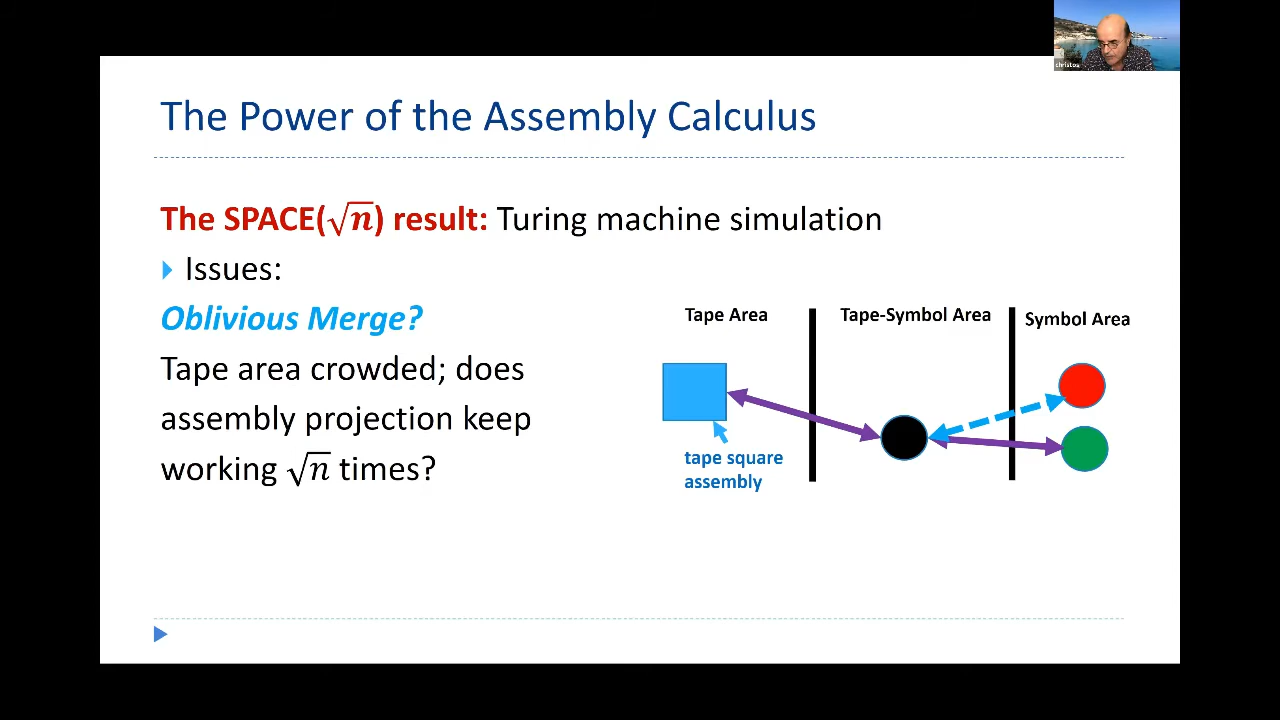 christos
The Power of the Assembly Calculus
The SPACE(√n) result: Turing machine simulation
Issues:
Oblivious Merge?
Tape area crowded; does
assembly projection keep
working √n times?
Tape Area
Tape-Symbol Area
Symbol Area
tape square
assembly